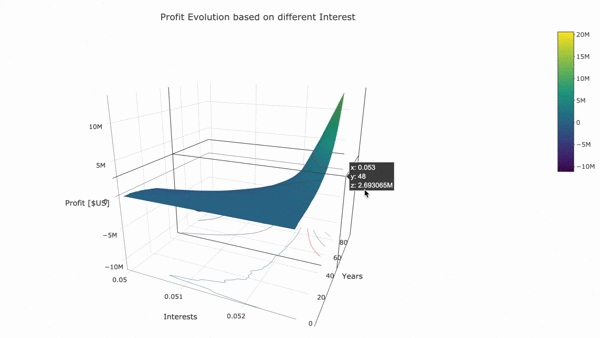 Profit Evolution based on different Interest
20M
15M
10M
5M
0
−5M
−10M
10M
5M
Profit [$US]
−5M
−10M
x: 0.053
y: 48
z: 2.693065M
80
60
40
20
0
Years
0.05
0.051
0.052
Interests